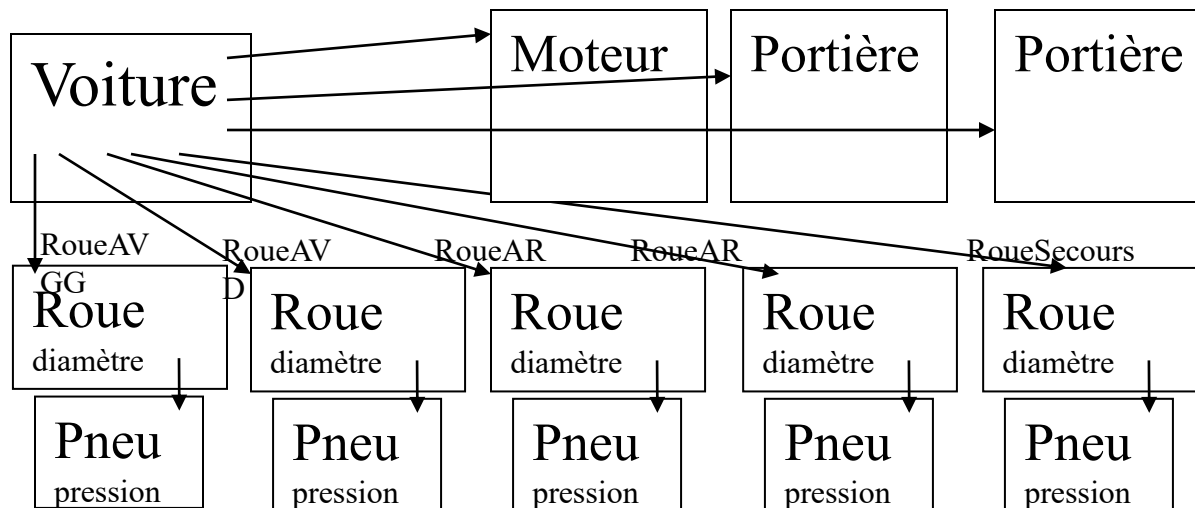 Voiture
Moteur
Portière
Portière
RoueAV
GG
RoueAV
D
RoueAR
RoueAR
RoueSecours
Roue
diamètre
Roue
diamètre
Roue
diamètre
Roue
diamètre
Roue
diamètre
Pneu
pression
Pneu
pression
Pneu
pression
Pneu
pression
Pneu
pression